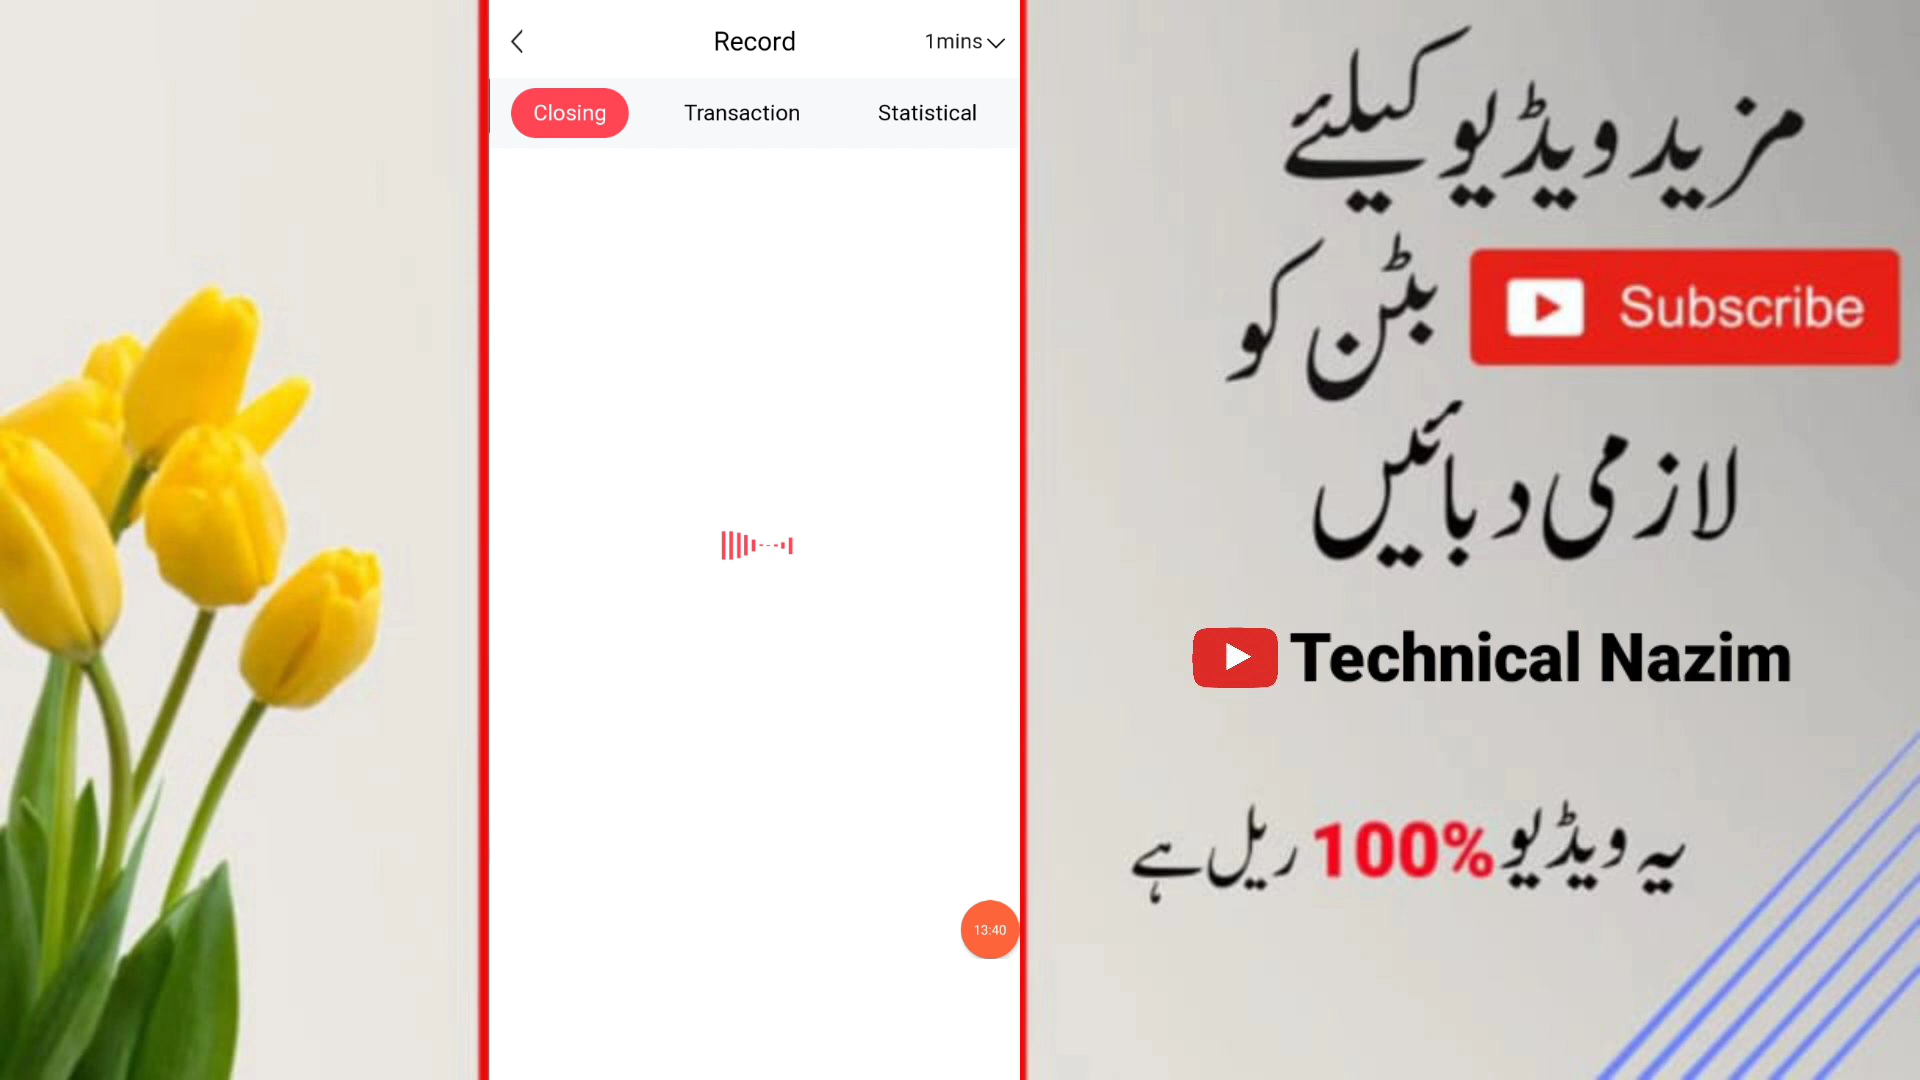 Record
1mins
Closing
Transaction
Statistical
13:40
مزید ویڈیو کیلئے
Subscribe بٹن کو
لازمی دبائیں
Technical Nazim
یہ ویڈیو 100% ریل ہے